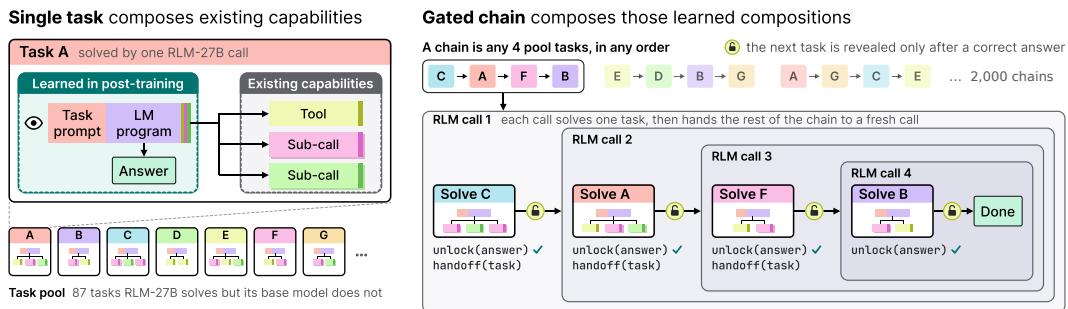 Single task composes existing capabilities
Task A solved by one RLM-27B call
Learned in post-training
Existing capabilities
Task prompt
LM program
Answer
Tool
Sub-call
Sub-call
A B C D E F G ...
Task pool 87 tasks RLM-27B solves but its base model does not
Gated chain composes those learned compositions
A chain is any 4 pool tasks, in any order
the next task is revealed only after a correct answer
C A F B
E D B G
A G C E
... 2,000 chains
RLM call 1 each call solves one task, then hands the rest of the chain to a fresh call
RLM call 2
RLM call 3
RLM call 4
Solve C
Solve A
Solve F
Solve B
Done
unlock(answer) ✓
handoff(task)
unlock(answer) ✓
handoff(task)
unlock(answer) ✓
handoff(task)
unlock(answer) ✓